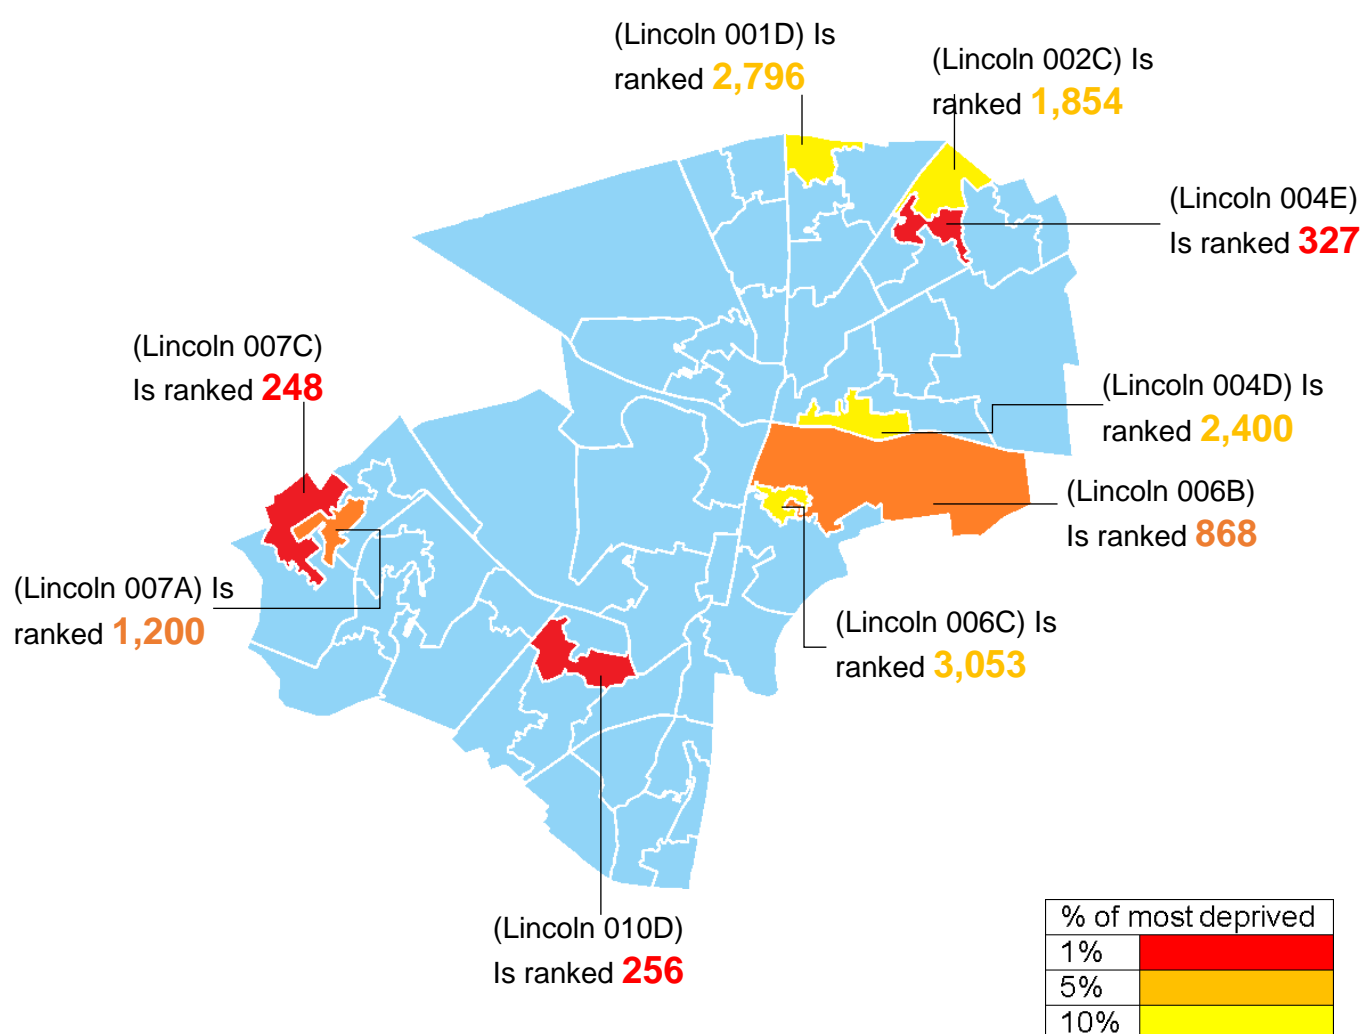 (Lincoln 001D) Is
ranked 2,796
(Lincoln 002C) Is
ranked 1,854
(Lincoln 004E)
Is ranked 327
(Lincoln 007C)
Is ranked 248
(Lincoln 004D) Is
ranked 2,400
(Lincoln 006B)
Is ranked 868
(Lincoln 007A) Is
ranked 1,200
(Lincoln 006C) Is
ranked 3,053
(Lincoln 010D)
Is ranked 256
% of most deprived
1%
5%
10%